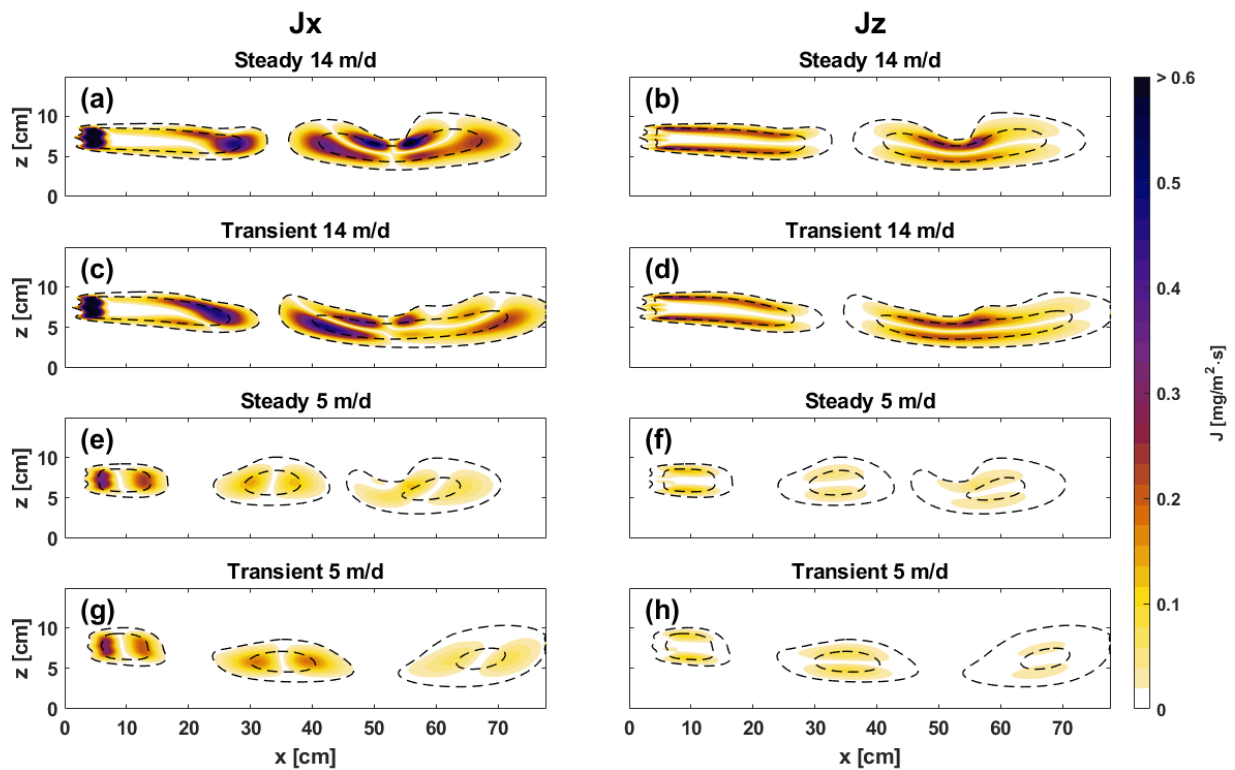 Jx Jz
Steady 14 m/d Steady 14 m/d
(a) (b)
z [cm] 10 5 0
> 0.6
Transient 14 m/d Transient 14 m/d
(c) (d)
z [cm] 10 5 0
0.5
0.4
Steady 5 m/d Steady 5 m/d
(e) (f)
z [cm] 10 5 0
0.3
J [mg/m²·s]
0.2
Transient 5 m/d Transient 5 m/d
(g) (h)
z [cm] 10 5 0
0.1
0
0 10 20 30 40 50 60 70 0 10 20 30 40 50 60 70
x [cm] x [cm]